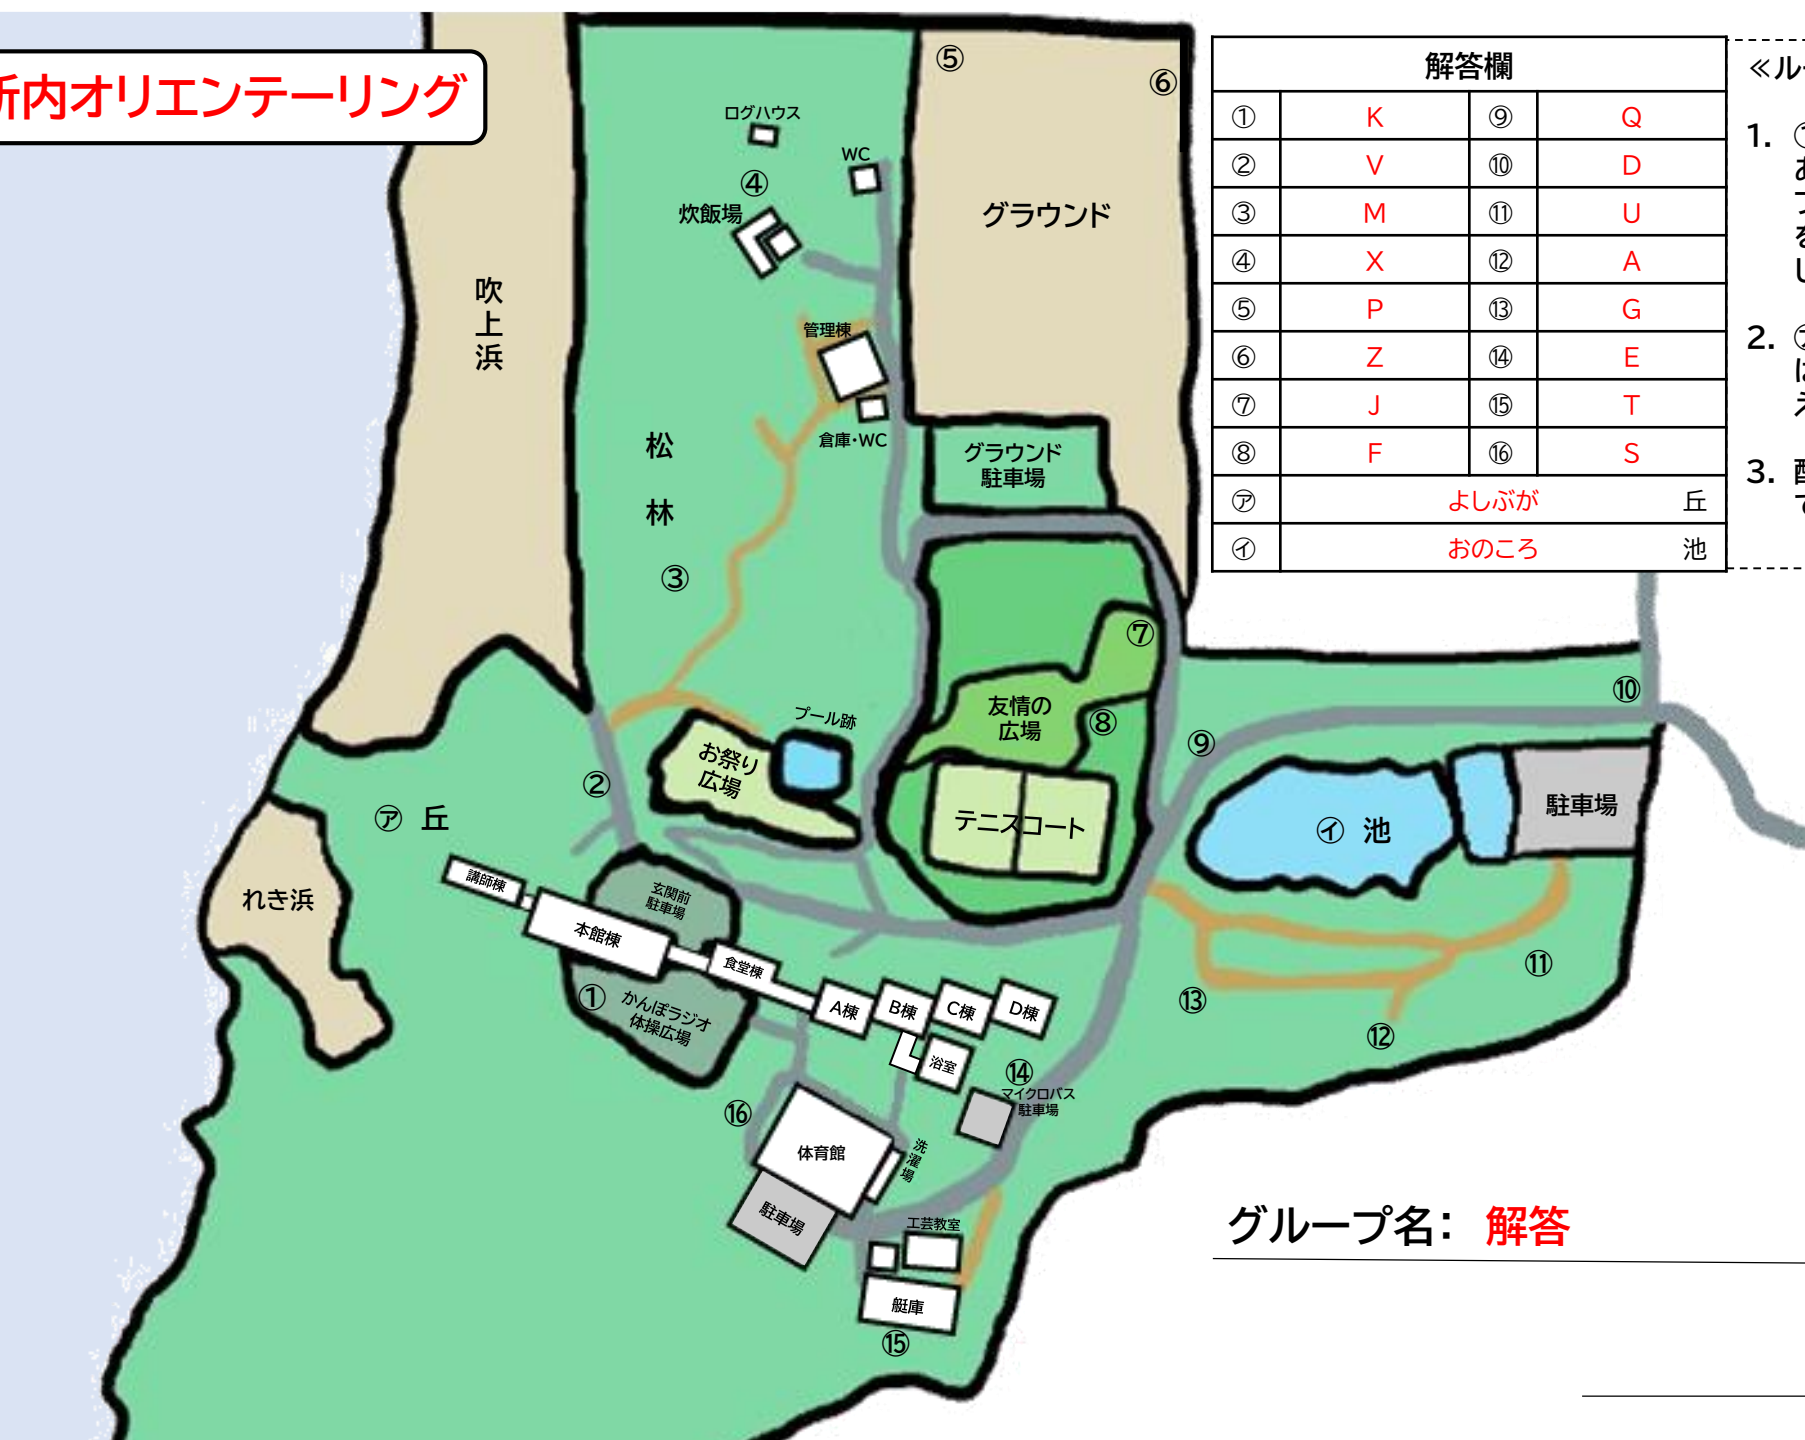 所内オリエンテーリング
解答欄
① K ⑨ Q
② V ⑩ D
③ M ⑪ U
④ X ⑫ A
⑤ P ⑬ G
⑥ Z ⑭ E
⑦ J ⑮ T
⑧ F ⑯ S
㋐ よしぶが 丘
㋑ おのころ 池
≪ル
1.
し
2.
は
3.
⑤
⑥
ログハウス
WC
④
炊飯場
グラウンド
吹上浜
管理棟
倉庫・WC
グラウンド
駐車場
松林
③
⑦
友情の
広場
⑧
⑨
⑩
プール跡
お祭り
広場
②
テニスコート
㋑ 池
駐車場
㋐ 丘
れき浜
講師棟
玄関前
駐車場
本館棟
食堂棟
①
かんぽラジオ
体操広場
A棟
B棟
C棟
D棟
浴室
⑪
⑬
⑫
⑭
マイクロバス
駐車場
⑯
体育館
洗濯場
駐車場
工芸教室
艇庫
⑮
グループ名： 解答